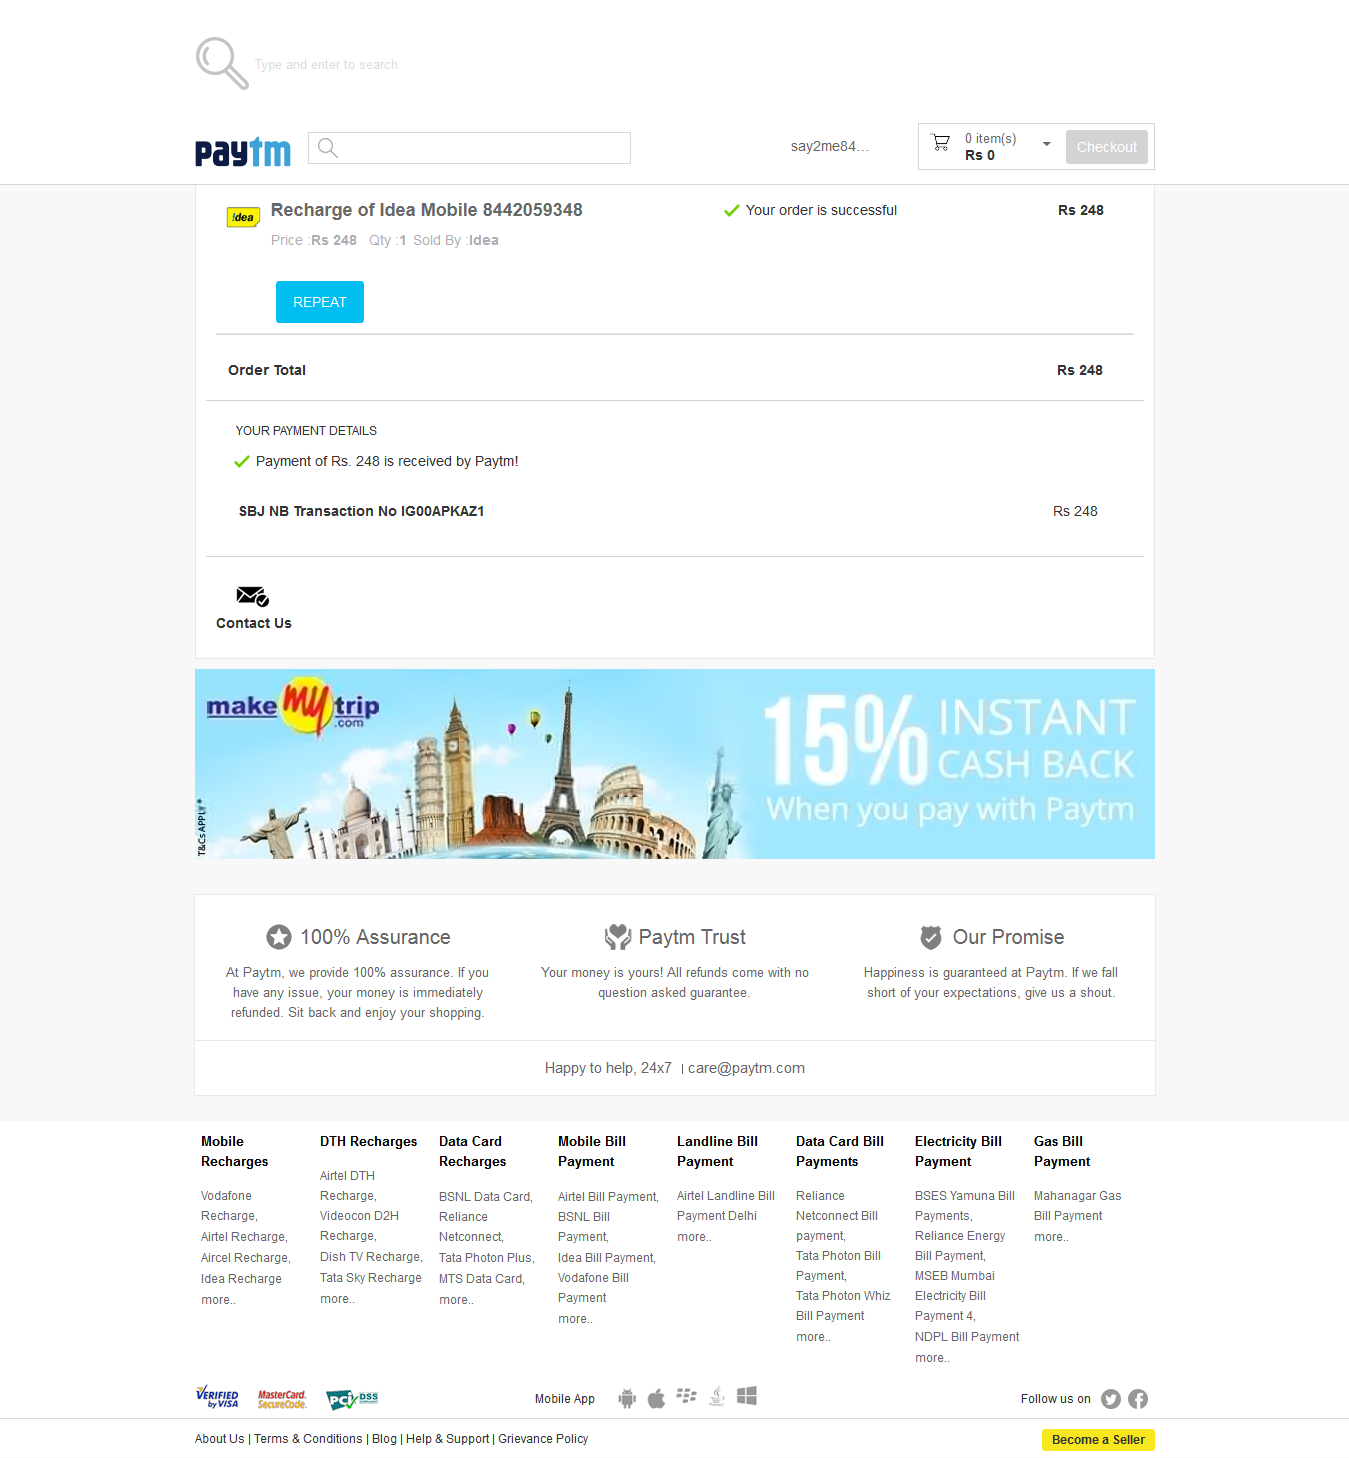 Type and enter to search
paytm
say2me84...
0 item(s)
Rs 0
Checkout
!dea
Recharge of Idea Mobile 8442059348
Your order is successful
Rs 248
Price :Rs 248 Qty :1 Sold By :Idea
REPEAT
Order Total
Rs 248
YOUR PAYMENT DETAILS
Payment of Rs. 248 is received by Paytm!
SBJ NB Transaction No IG00APKAZ1
Rs 248
Contact Us
make my trip
.com
15% INSTANT
CASH BACK
When you pay with Paytm
T&Cs APPLY*
100% Assurance
At Paytm, we provide 100% assurance. If you
have any issue, your money is immediately
refunded. Sit back and enjoy your shopping.
Paytm Trust
Your money is yours! All refunds come with no
question asked guarantee.
Our Promise
Happiness is guaranteed at Paytm. If we fall
short of your expectations, give us a shout.
Happy to help, 24x7 | care@paytm.com
Mobile
Recharges
Vodafone
Recharge,
Airtel Recharge,
Aircel Recharge,
Idea Recharge
more..
DTH Recharges
Airtel DTH
Recharge,
Videocon D2H
Recharge,
Dish TV Recharge,
Tata Sky Recharge
more..
Data Card
Recharges
BSNL Data Card,
Reliance
Netconnect,
Tata Photon Plus,
MTS Data Card,
more..
Mobile Bill
Payment
Airtel Bill Payment,
BSNL Bill
Payment,
Idea Bill Payment,
Vodafone Bill
Payment
more..
Landline Bill
Payment
Airtel Landline Bill
Payment Delhi
more..
Data Card Bill
Payments
Reliance
Netconnect Bill
payment,
Tata Photon Bill
Payment,
Tata Photon Whiz
Bill Payment
more..
Electricity Bill
Payment
BSES Yamuna Bill
Payments,
Reliance Energy
Bill Payment,
MSEB Mumbai
Electricity Bill
Payment 4,
NDPL Bill Payment
more..
Gas Bill
Payment
Mahanagar Gas
Bill Payment
more..
VERIFIED
by VISA
MasterCard.
SecureCode.
PCI DSS
Mobile App
Follow us on
About Us | Terms & Conditions | Blog | Help & Support | Grievance Policy
Become a Seller